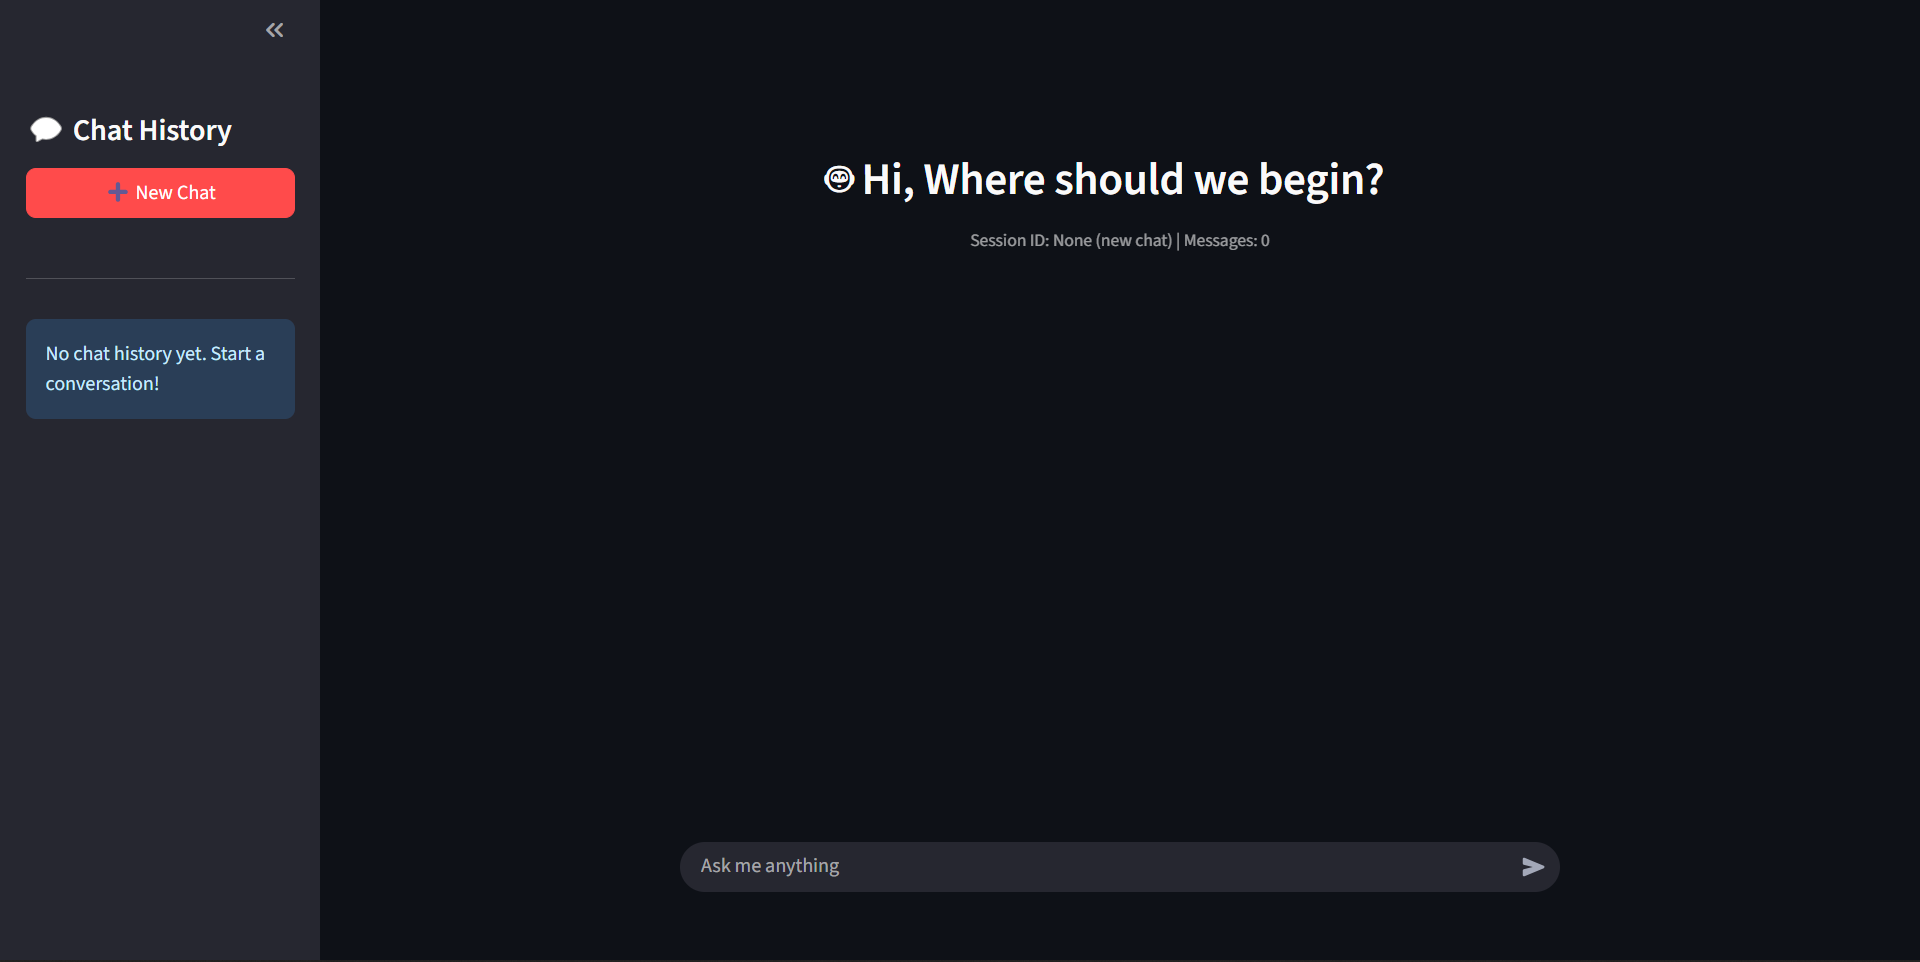 Chat History
New Chat
No chat history yet. Start a
conversation!
Hi, Where should we begin?
Session ID: None (new chat) | Messages: 0
Ask me anything